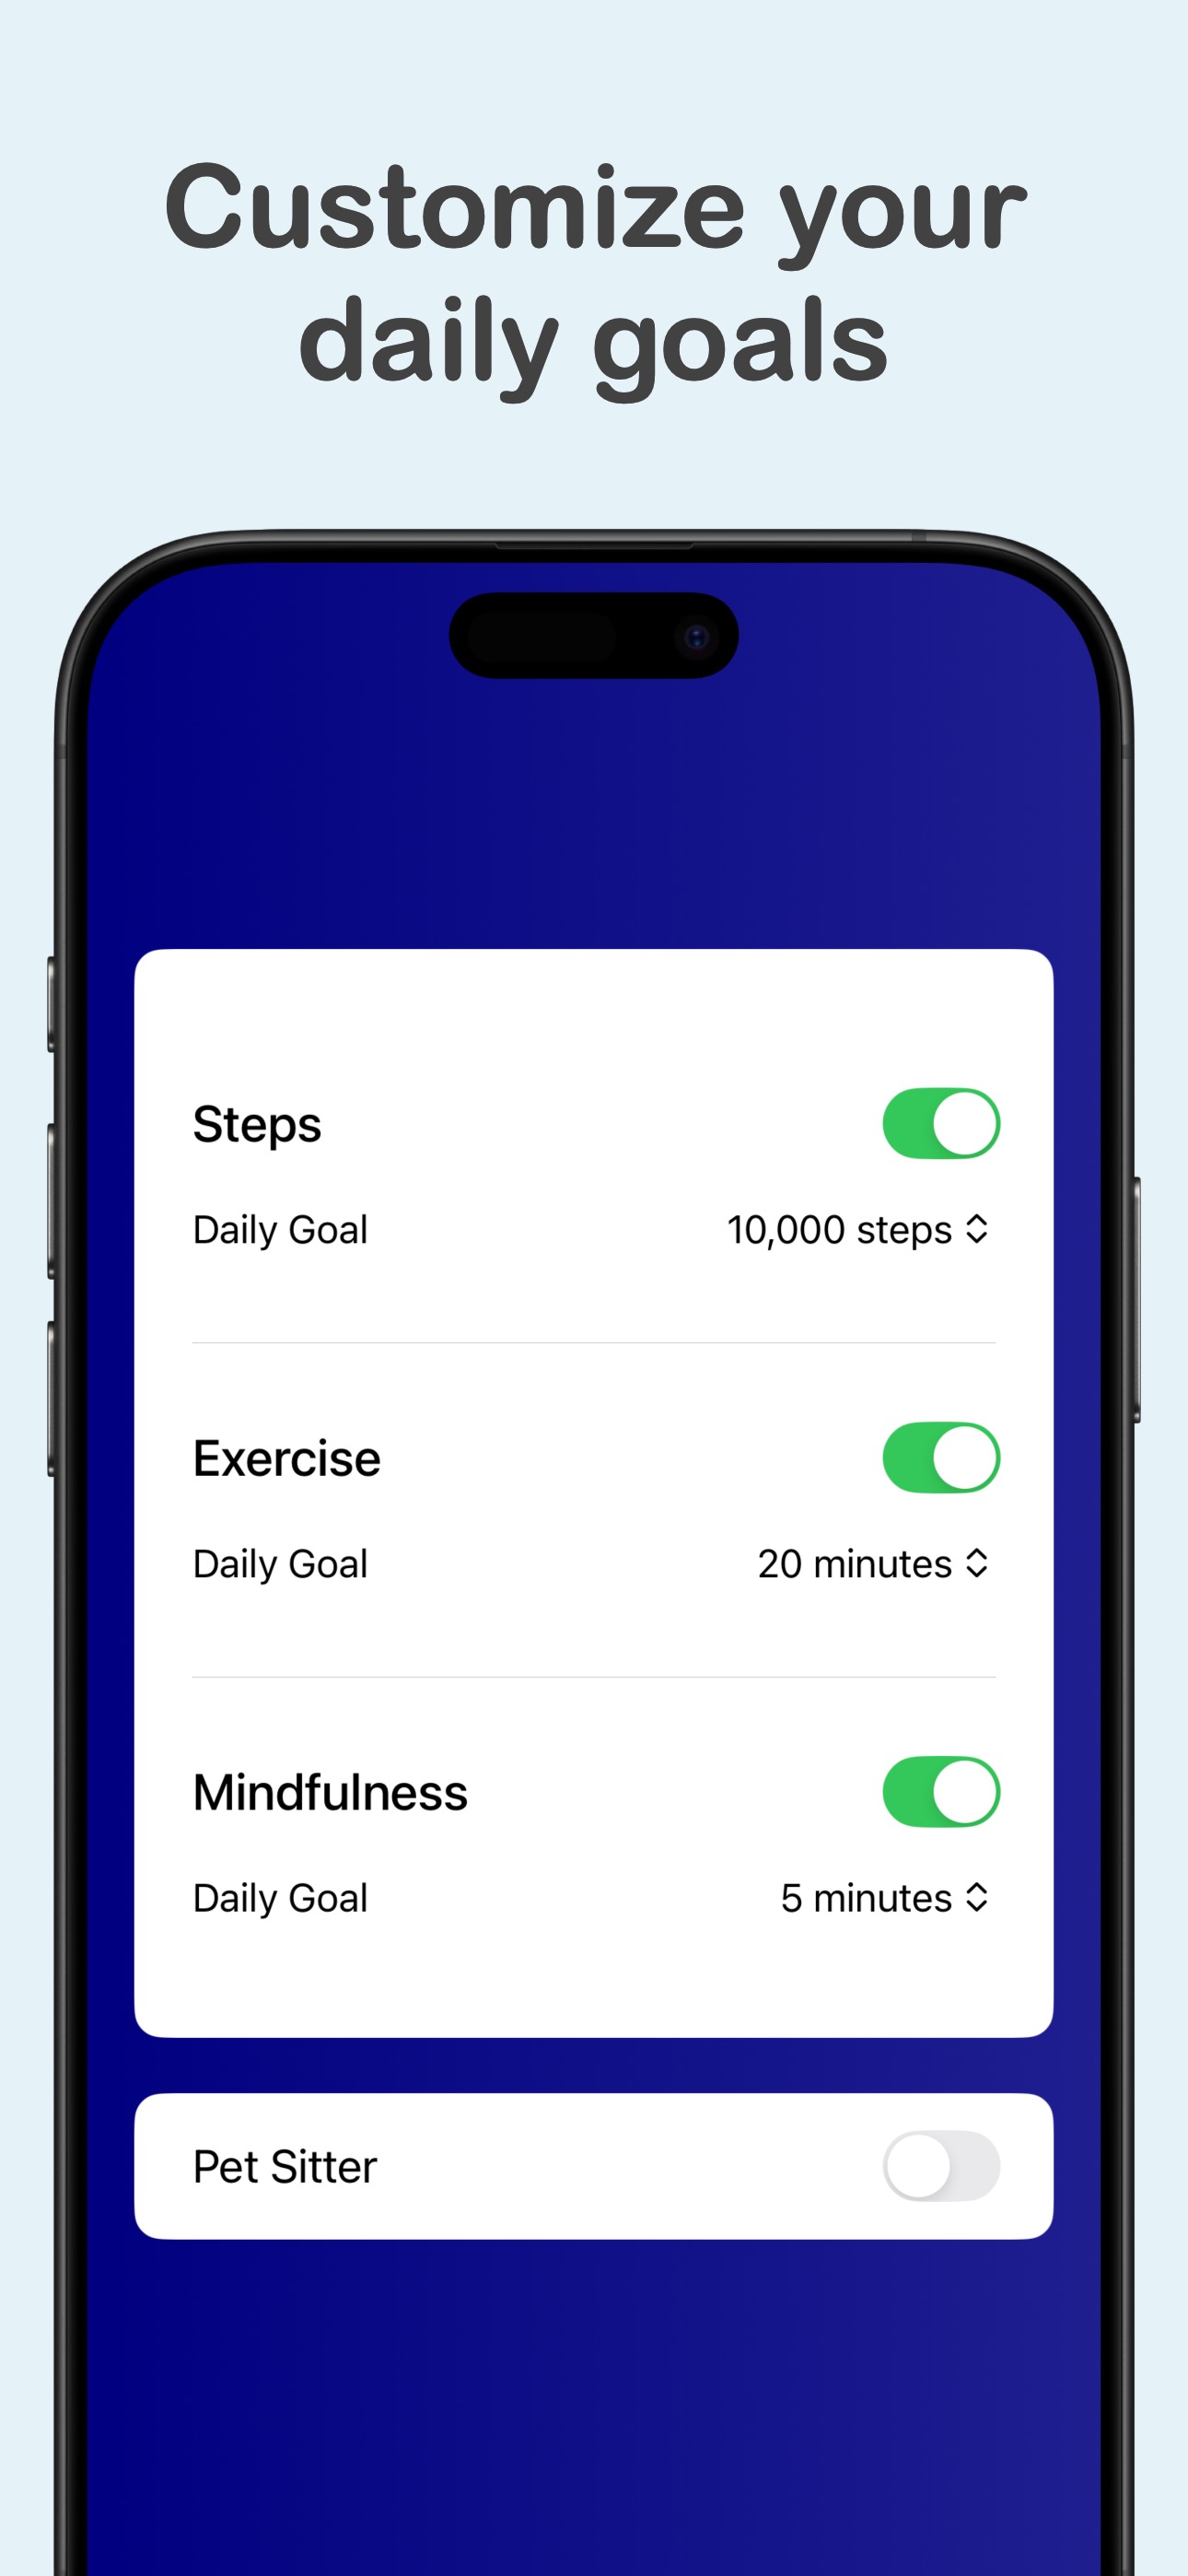 Customize your
daily goals
Steps
Daily Goal 10,000 steps
Exercise
Daily Goal 20 minutes
Mindfulness
Daily Goal 5 minutes
Pet Sitter